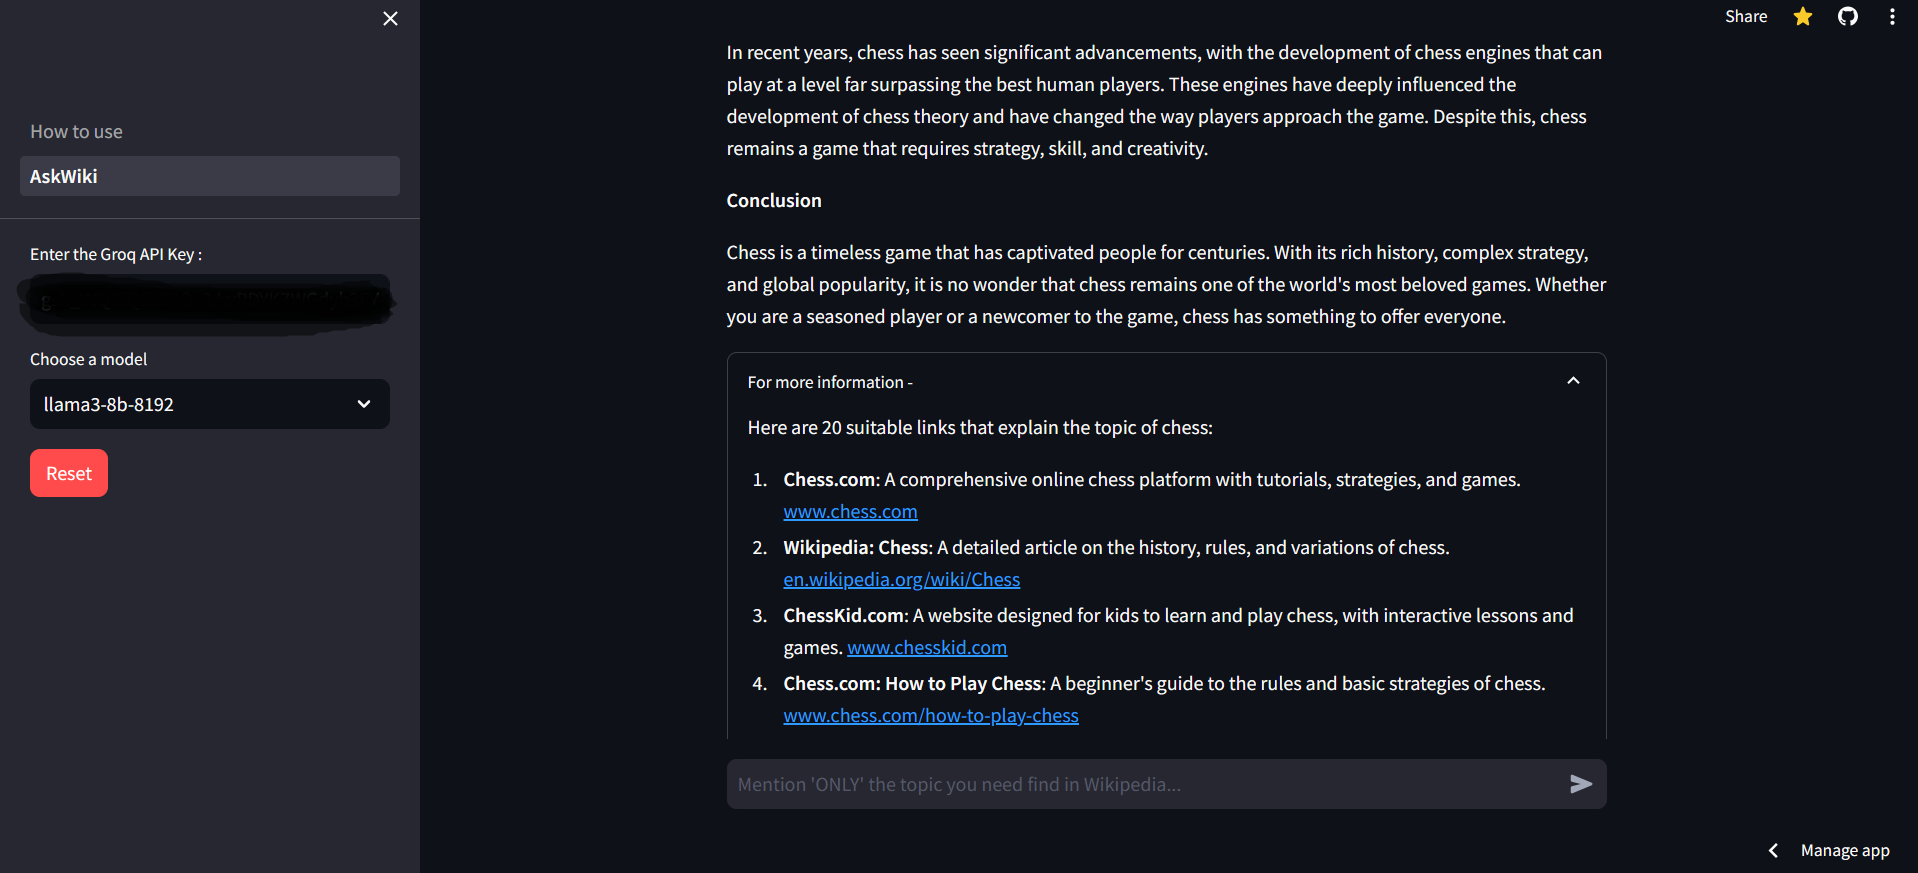 How to use
AskWiki
Enter the Groq API Key :
Choose a model
llama3-8b-8192
Reset
Share
In recent years, chess has seen significant advancements, with the development of chess engines that can
play at a level far surpassing the best human players. These engines have deeply influenced the
development of chess theory and have changed the way players approach the game. Despite this, chess
remains a game that requires strategy, skill, and creativity.
Conclusion
Chess is a timeless game that has captivated people for centuries. With its rich history, complex strategy,
and global popularity, it is no wonder that chess remains one of the world's most beloved games. Whether
you are a seasoned player or a newcomer to the game, chess has something to offer everyone.
For more information -
Here are 20 suitable links that explain the topic of chess:
1. Chess.com: A comprehensive online chess platform with tutorials, strategies, and games.
www.chess.com
2. Wikipedia: Chess: A detailed article on the history, rules, and variations of chess.
en.wikipedia.org/wiki/Chess
3. ChessKid.com: A website designed for kids to learn and play chess, with interactive lessons and
games. www.chesskid.com
4. Chess.com: How to Play Chess: A beginner's guide to the rules and basic strategies of chess.
www.chess.com/how-to-play-chess
Mention 'ONLY' the topic you need find in Wikipedia...
Manage app